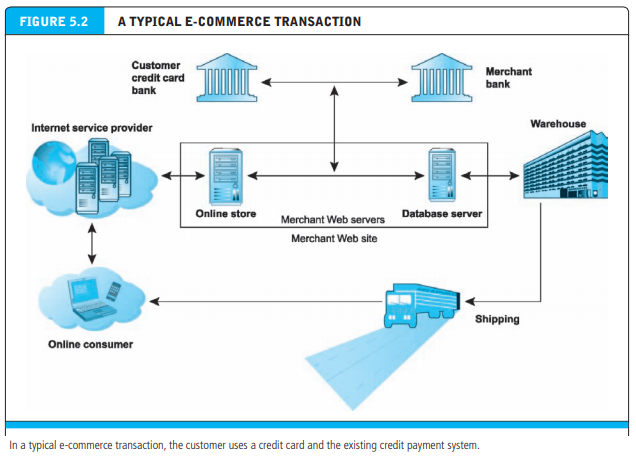 FIGURE 5.2
A TYPICAL E-COMMERCE TRANSACTION
Customer
credit card
bank
Merchant
bank
Internet service provider
Warehouse
Online store
Merchant Web servers
Database server
Merchant Web site
Shipping
Online consumer
In a typical e-commerce transaction, the customer uses a credit card and the existing credit payment system.